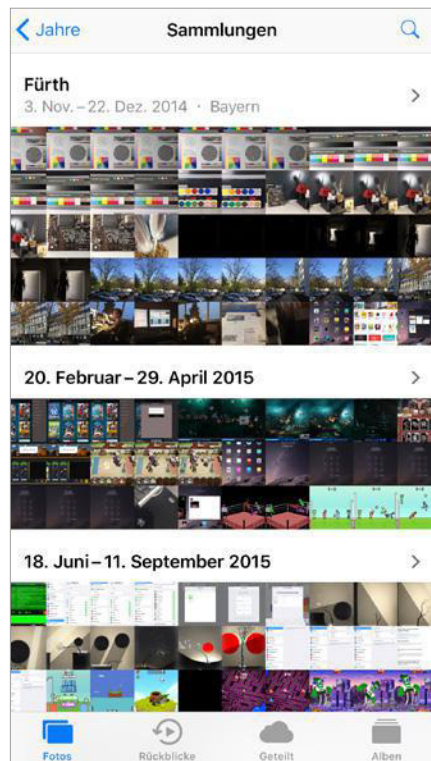 Jahre
Sammlungen
Fürth
3. Nov. – 22. Dez. 2014 · Bayern
20. Februar – 29. April 2015
18. Juni – 11. September 2015
Fotos
Rückblicke
Geteilt
Alben